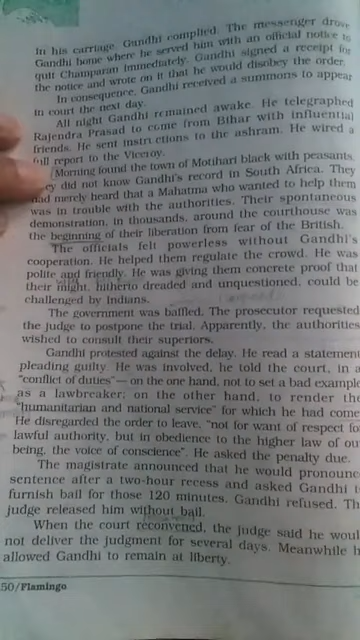 in his carriage. Gandhi complied. The messenger drove
Gandhi home where he served him with an official notice to
quit Champaran immediately. Gandhi signed a receipt for
the notice and wrote on it that he would disobey the order.
In consequence, Gandhi received a summons to appear
in court the next day.
All night Gandhi remained awake. He telegraphed
Rajendra Prasad to come from Bihar with influential
friends. He sent instructions to the ashram. He wired a
full report to the Viceroy.
Morning found the town of Motihari black with peasants.
ey did not know Gandhi's record in South Africa. They
had merely heard that a Mahatma who wanted to help them
was in trouble with the authorities. Their spontaneous
demonstration, in thousands, around the courthouse was
the beginning of their liberation from fear of the British.
The officials felt powerless without Gandhi's
cooperation. He helped them regulate the crowd. He was
polite and friendly. He was giving them concrete proof that
their might, hitherto dreaded and unquestioned, could be
challenged by Indians.
The government was baffled. The prosecutor requested
the judge to postpone the trial. Apparently, the authorities
wished to consult their superiors.
Gandhi protested against the delay. He read a statemen
pleading guilty. He was involved, he told the court, in a
“conflict of duties”— on the one hand, not to set a bad example
as a lawbreaker; on the other hand, to render the
“humanitarian and national service” for which he had come
He disregarded the order to leave, “not for want of respect fo
lawful authority, but in obedience to the higher law of ou
being, the voice of conscience”. He asked the penalty due.
The magistrate announced that he would pronounc
sentence after a two-hour recess and asked Gandhi t
furnish bail for those 120 minutes. Gandhi refused. Th
judge released him without bail.
When the court reconvened, the judge said he woul
not deliver the judgment for several days. Meanwhile h
allowed Gandhi to remain at liberty.
50/Flamingo